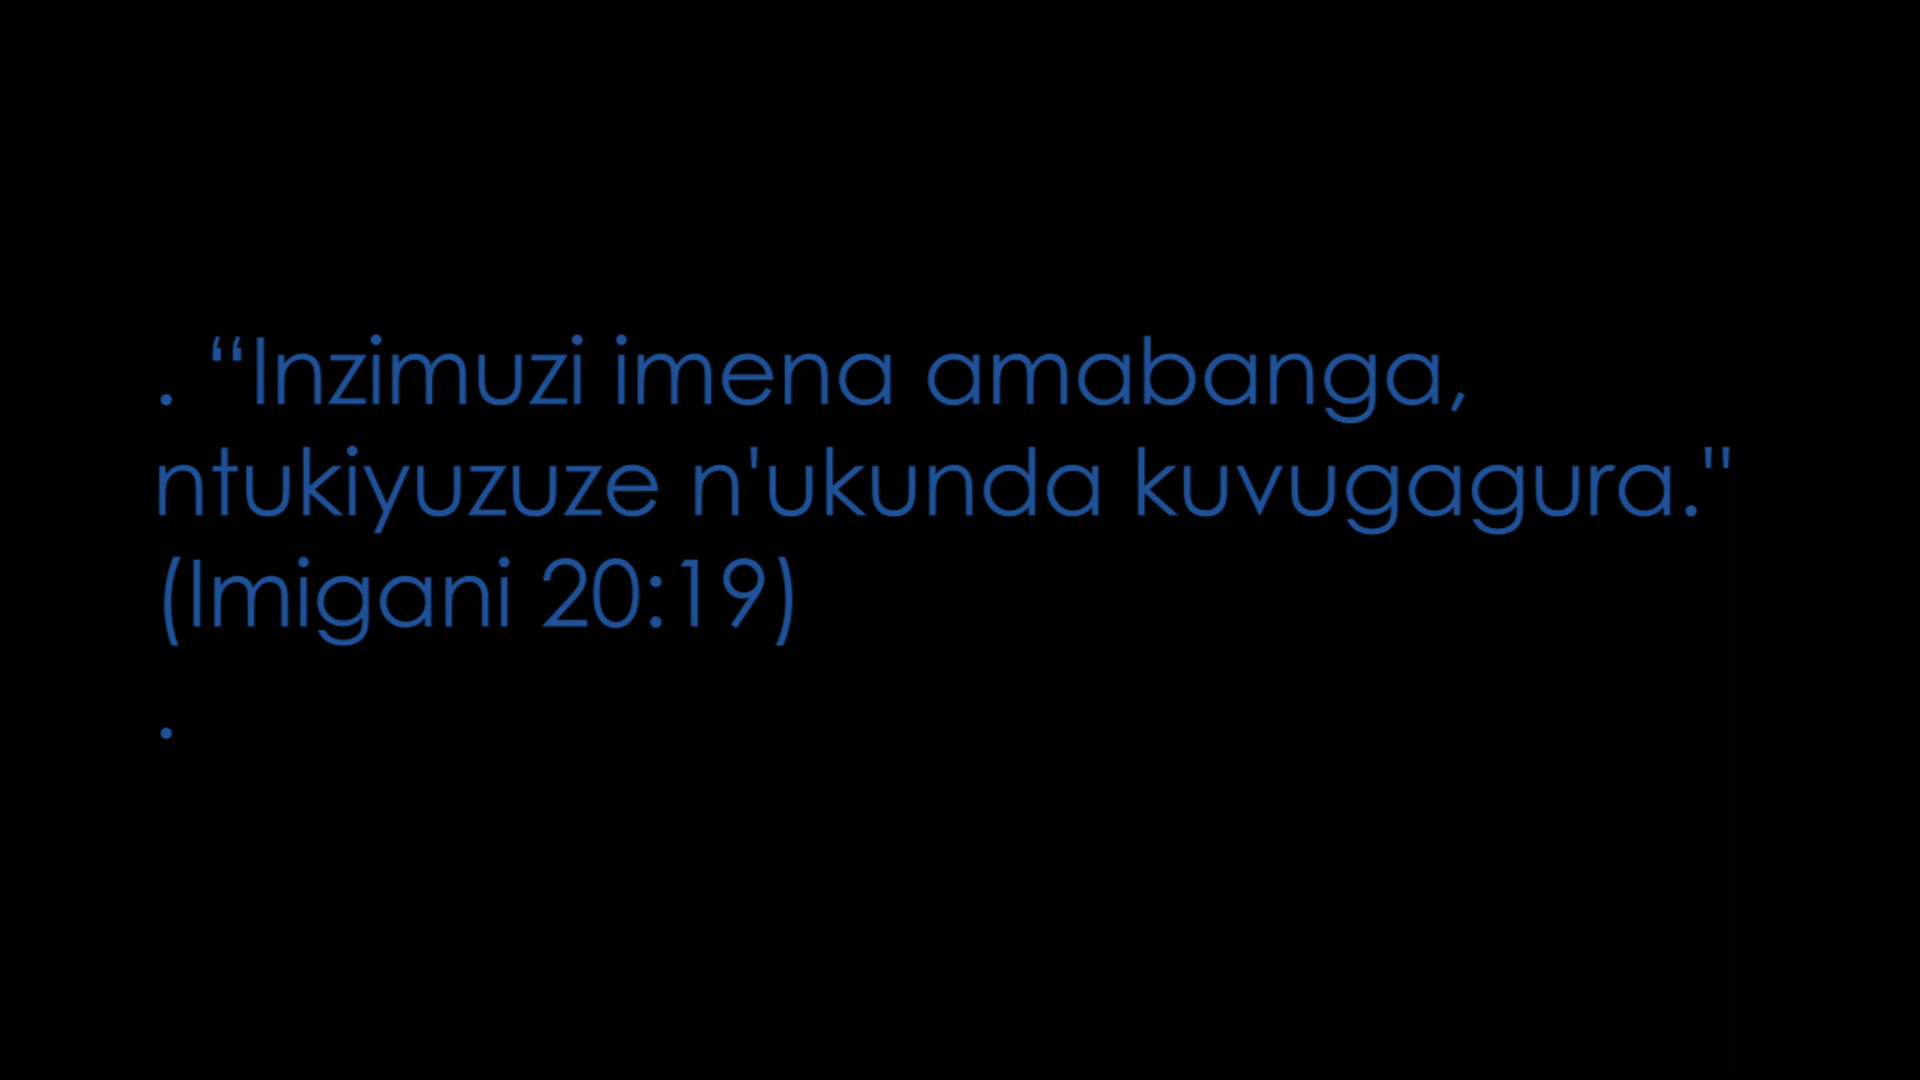 . “Inzimuzi imena amabanga,
ntukiyuzuze n'ukunda kuvugagura."
(Imigani 20:19)
.